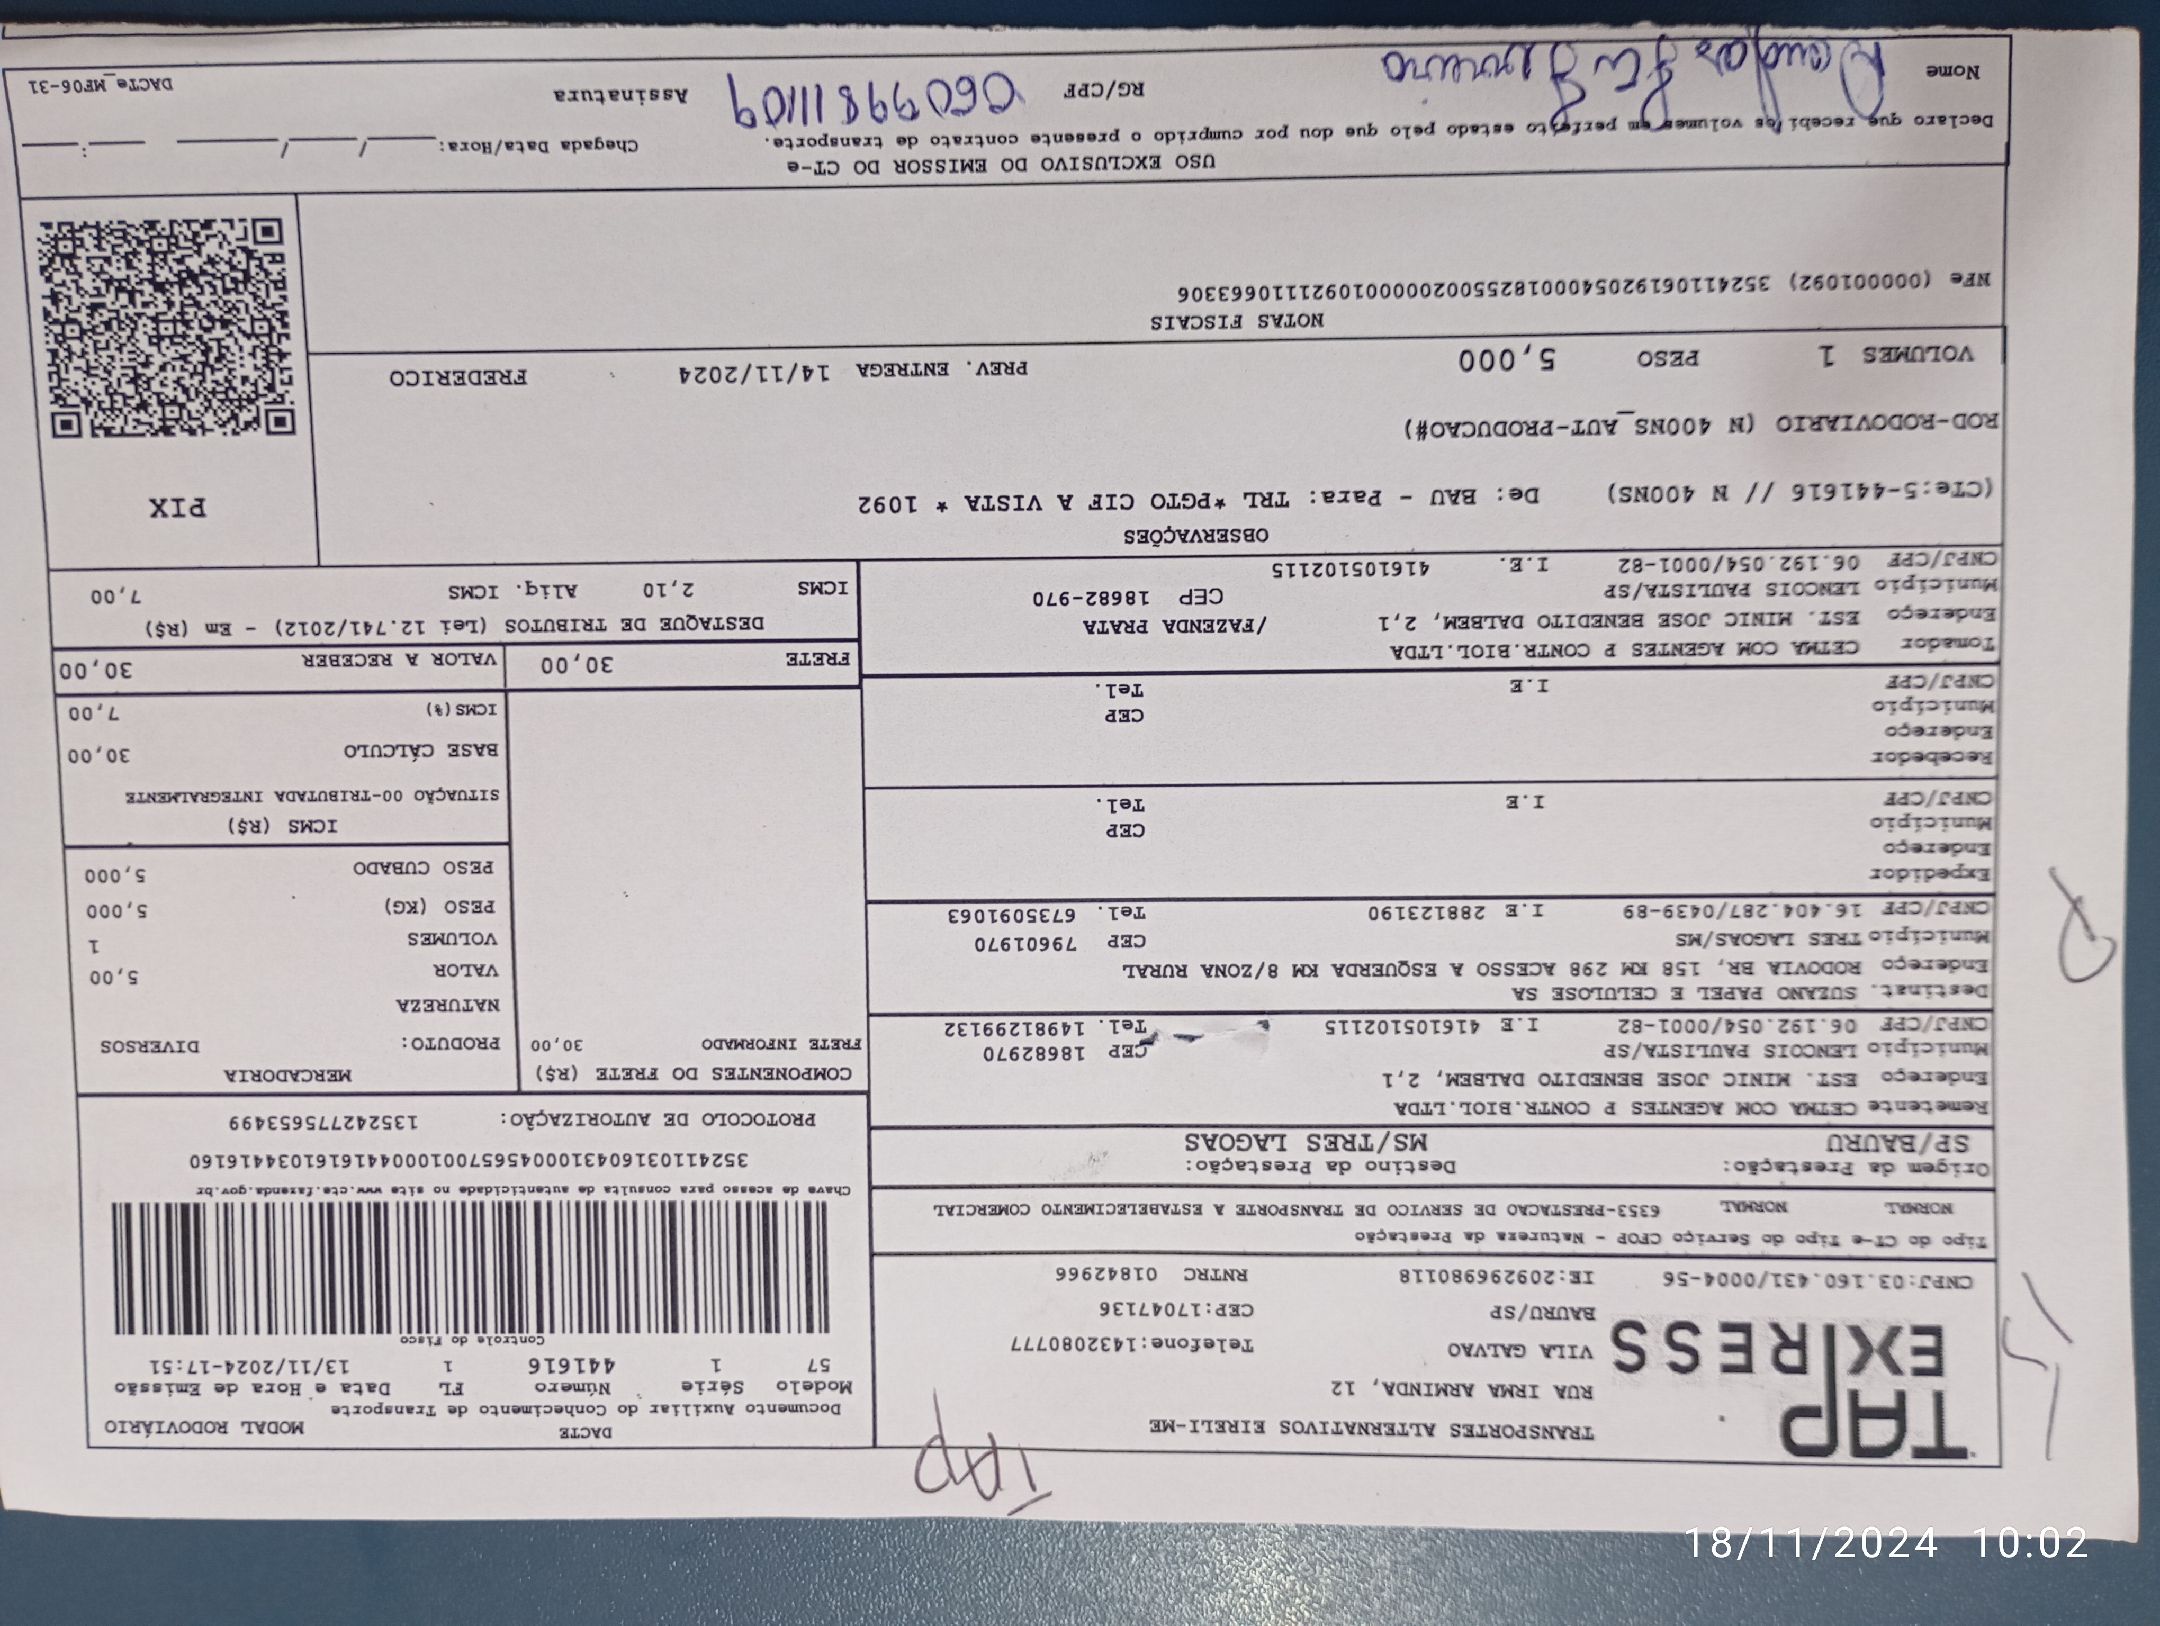 TAP
TAP EXPRESS
TRANSPORTES ALTERNATIVOS EIRELI-ME
RUA IRMA ARMINDA, 12
VILA GALVAO Telefone:1432080777
BAURU/SP CEP:17047136
CNPJ:03.160.431/0004-56 IE:209296980118 RNTRC 01842966
DACTE MODAL RODOVIÁRIO
Documento Auxiliar do Conhecimento de Transporte
Modelo Série Número FL Data e Hora de Emissão
57 1 441616 1 13/11/2024-17:51
Controle do Fisco
Chave de acesso para consulta de autenticidade no site www.cte.fazenda.gov.br
35241103160431000456570010004416161034416160
PROTOCOLO DE AUTORIZAÇÃO: 135242775653499
Tipo do CT-e Tipo do Serviço CFOP - Natureza da Prestação
NORMAL NORMAL 6353-PRESTACAO DE SERVICO DE TRANSPORTE A ESTABELECIMENTO COMERCIAL
Origem da Prestação: Destino da Prestação:
SP/BAURU MS/TRES LAGOAS
Remetente CETMA COM AGENTES P CONTR.BIOL.LTDA
Endereço EST. MINIC JOSE BENEDITO DALBEM, 2,1
Município LENCOIS PAULISTA/SP CEP 18682970
CNPJ/CPF 06.192.054/0001-82 I.E 416105102115 Tel. 14981299132
Destinat. SUZANO PAPEL E CELULOSE SA
Endereço RODOVIA BR, 158 KM 298 ACESSO A ESQUERDA KM 8/ZONA RURAL
Município TRES LAGOAS/MS CEP 79601970
CNPJ/CPF 16.404.287/0439-89 I.E 288123190 Tel. 6735091063
Expedidor
Endereço
Município CEP
CNPJ/CPF I.E Tel.
Recebedor
Endereço
Município CEP
CNPJ/CPF I.E Tel.
Tomador CETMA COM AGENTES P CONTR.BIOL.LTDA
Endereço EST. MINIC JOSE BENEDITO DALBEM, 2,1 /FAZENDA PRATA
Município LENCOIS PAULISTA/SP CEP 18682-970
CNPJ/CPF 06.192.054/0001-82 I.E. 416105102115
COMPONENTES DO FRETE (R$)
FRETE INFORMADO 30,00
MERCADORIA
PRODUTO: DIVERSOS
NATUREZA
VALOR 5,00
VOLUMES 1
PESO (KG) 5,000
PESO CUBADO 5,000
ICMS (R$)
SITUAÇÃO 00-TRIBUTADA INTEGRALMENTE
BASE CÁLCULO 30,00
ICMS(%) 7,00
FRETE 30,00 VALOR A RECEBER 30,00
DESTAQUE DE TRIBUTOS (Lei 12.741/2012) - Em (R$)
ICMS 2,10 Aliq. ICMS 7,00
OBSERVAÇÕES
(CTe:5-441616 // N 400NS) De: BAU - Para: TRL *PGTO CIF A VISTA * 1092
ROD-RODOVIARIO (N 400NS_AUT-PRODUCAO#)
VOLUMES 1 PESO 5,000 PREV. ENTREGA 14/11/2024 FREDERICO
PIX
NOTAS FISCAIS
NFe (000001092) 35241106192054000182550020000010921110663306
USO EXCLUSIVO DO EMISSOR DO CT-e
Declaro que recebi os volumes em perfeito estado pelo que dou por cumprido o presente contrato de transporte. Chegada Data/Hora: ____/____/____ __:__
Nome RG/CPF 06099811109 Assinatura
DACTe_MF06-31
18/11/2024 10:02